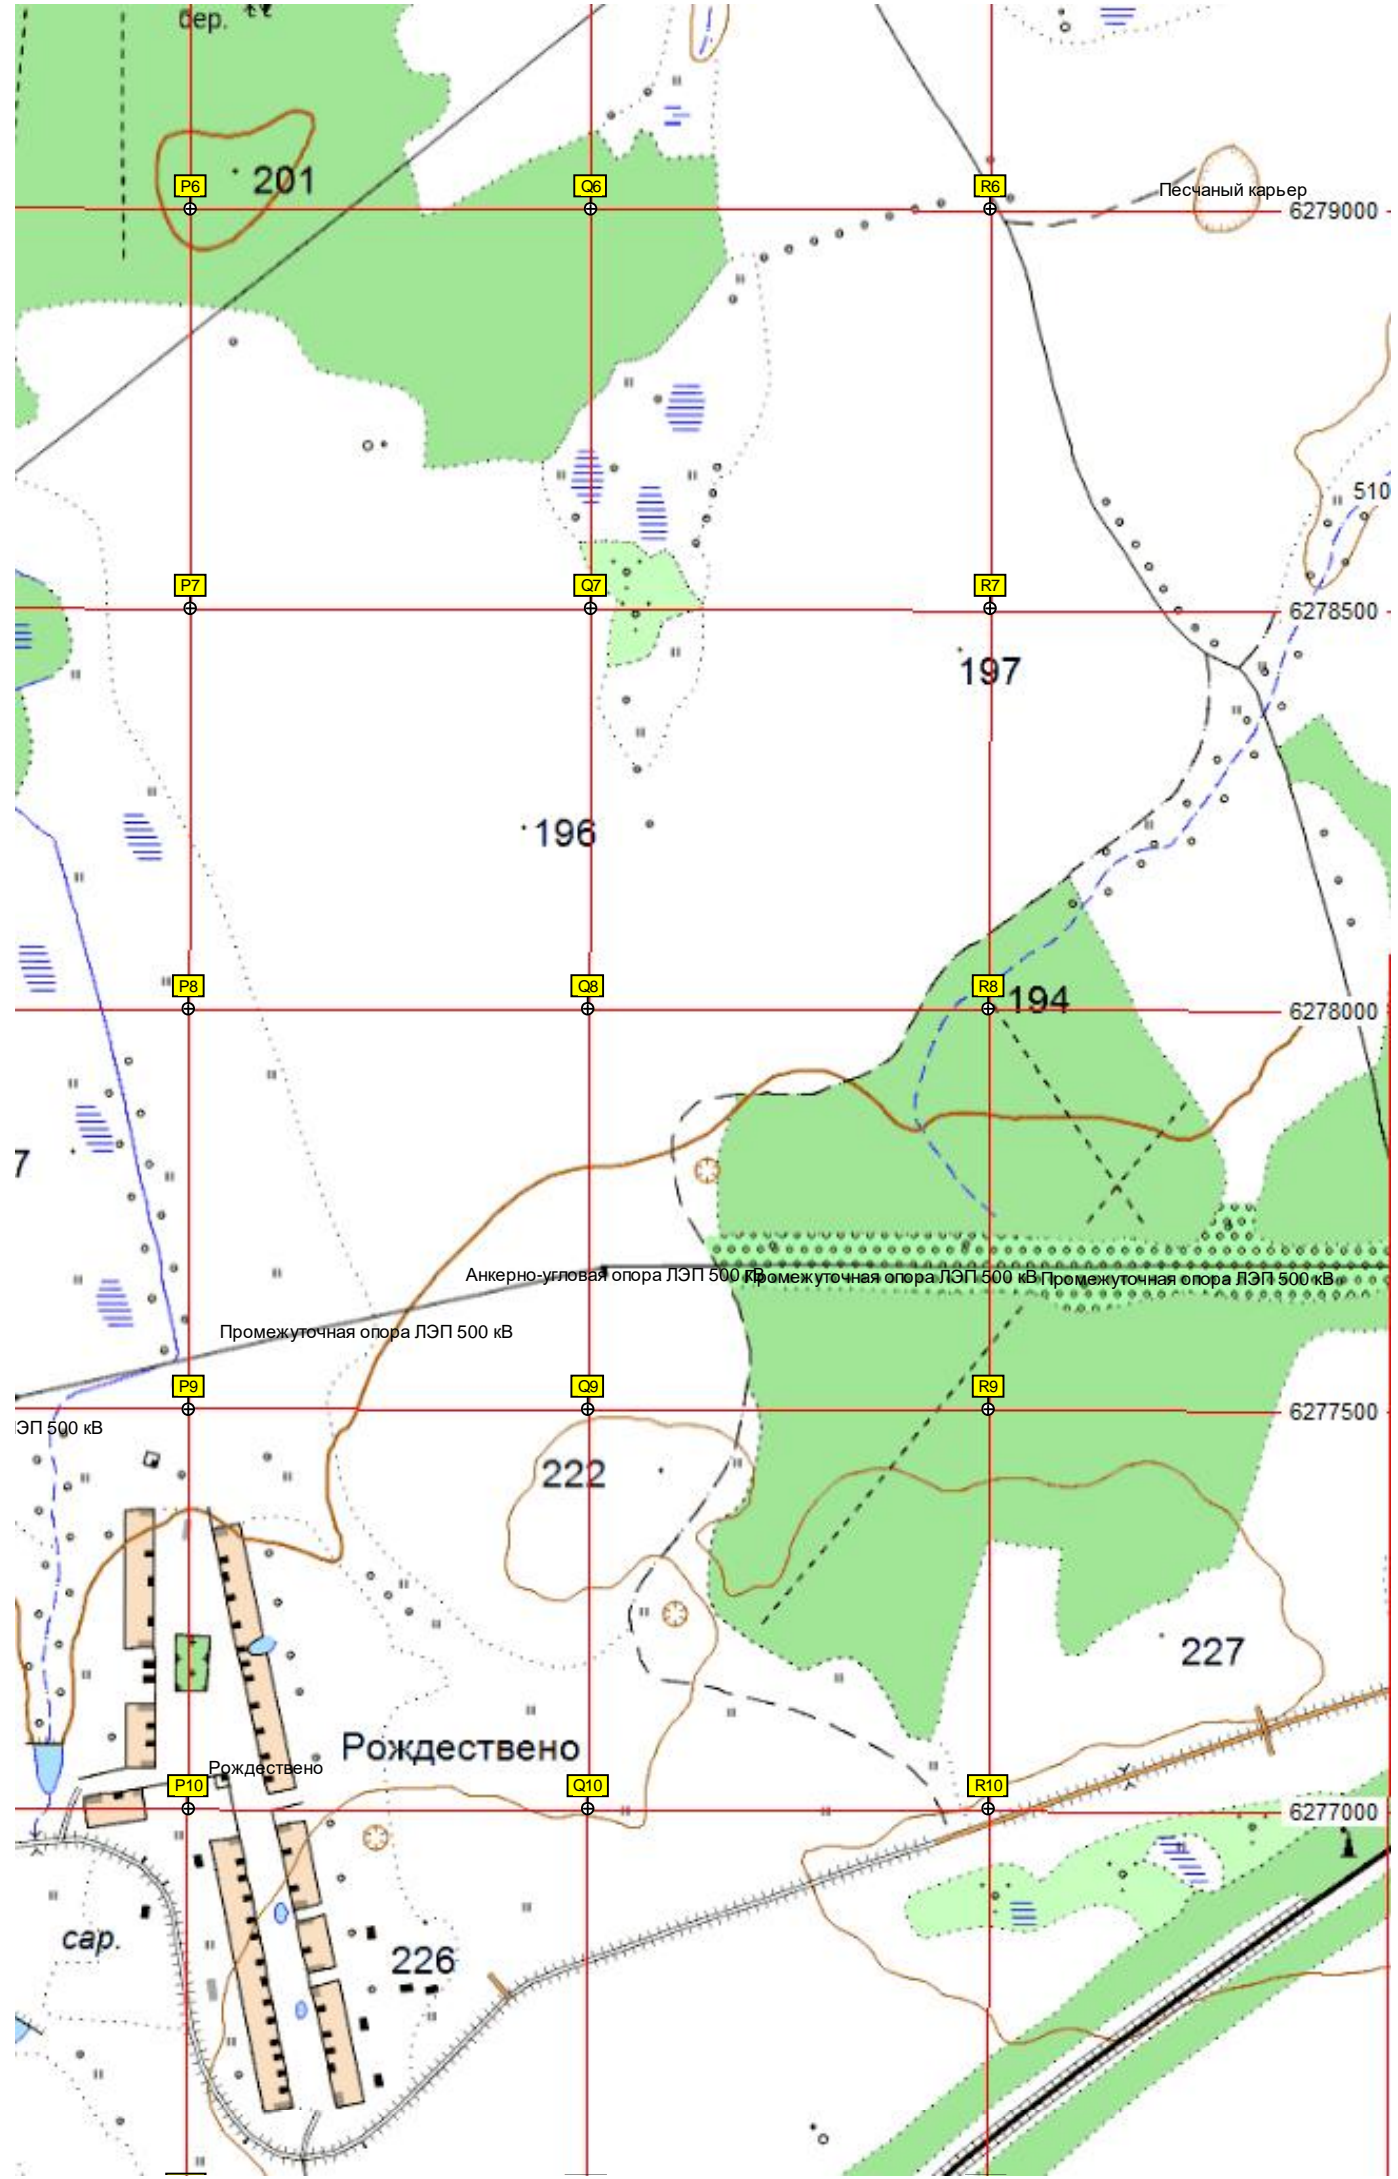 бер.
201
P6
Q6
R6
Песчаный карьер
6279000
510
P7
Q7
R7
6278500
197
196
P8
Q8
R8
194
6278000
7
Анкерно-угловая опора ЛЭП 500 кВ
Промежуточная опора ЛЭП 500 кВ
Промежуточная опора ЛЭП 500 кВ
Промежуточная опора ЛЭП 500 кВ
P9
Q9
R9
6277500
ЭП 500 кВ
222
227
Рождествено
Рождествено
P10
Q10
R10
6277000
сар.
226